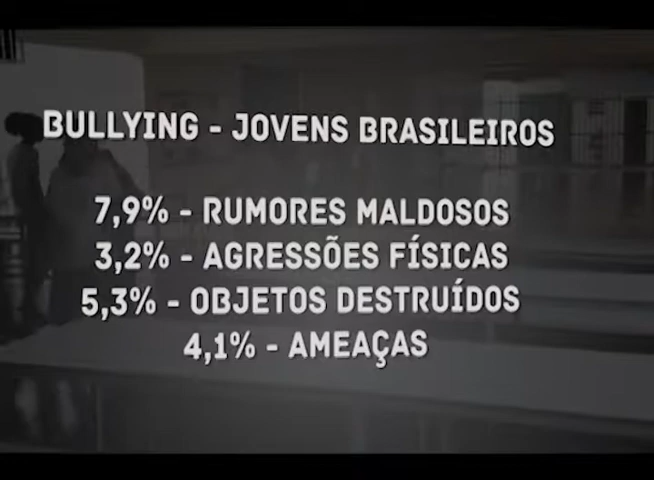 BULLYING - JOVENS BRASILEIROS
7,9% - RUMORES MALDOSOS
3,2% - AGRESSÕES FÍSICAS
5,3% - OBJETOS DESTRUÍDOS
4,1% - AMEAÇAS